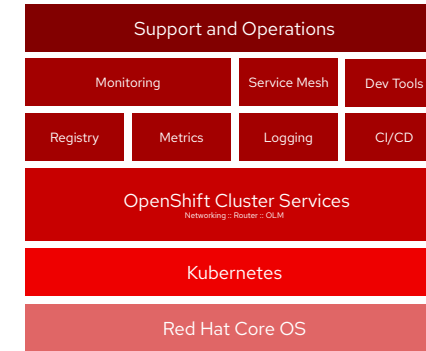 Support and Operations
Monitoring
Service Mesh
Dev Tools
Registry
Metrics
Logging
CI/CD
OpenShift Cluster Services
Networking :: Router :: OLM
Kubernetes
Red Hat Core OS